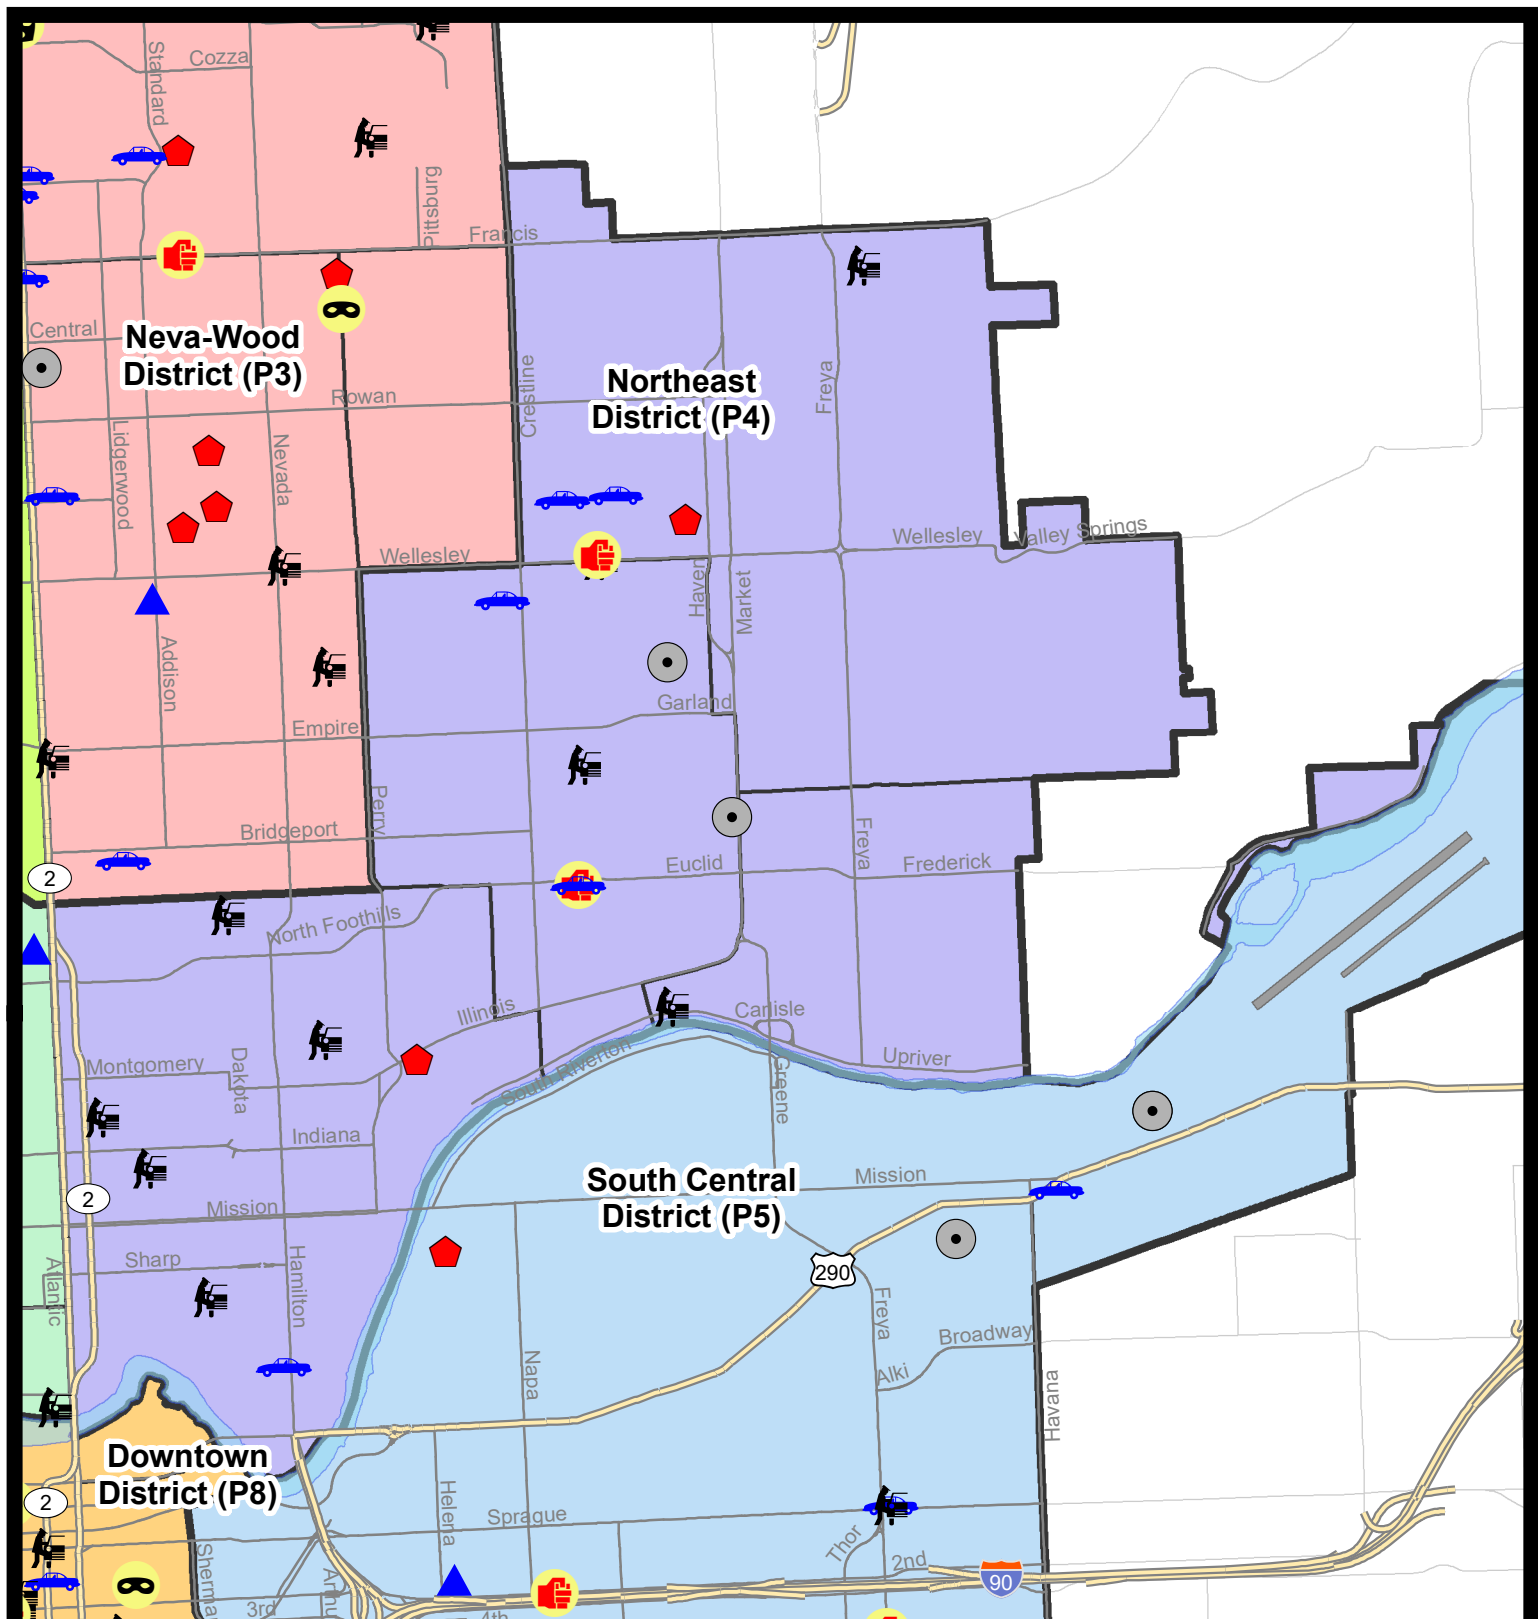 Cozza
Standard
Pittsburg
Francis
Central
Neva-Wood
District (P3)
Rowan
Crestline
Northeast
District (P4)
Freya
Lidgerwood
Nevada
Wellesley
Wellesley
Valley Springs
Haven
Market
Addison
Garland
Empire
Perry
Bridgeport
Euclid
Freya
Frederick
2
North Foothills
Illinois
Carlisle
Upriver
South Riverton
Greene
Montgomery
Dakota
Indiana
2
Mission
Mission
South Central
District (P5)
Sharp
Hamilton
Atlantic
290
Freya
Broadway
Alki
Napa
Havana
Downtown
District (P8)
2
Helena
Sprague
Thor
2nd
90
3rd
4th